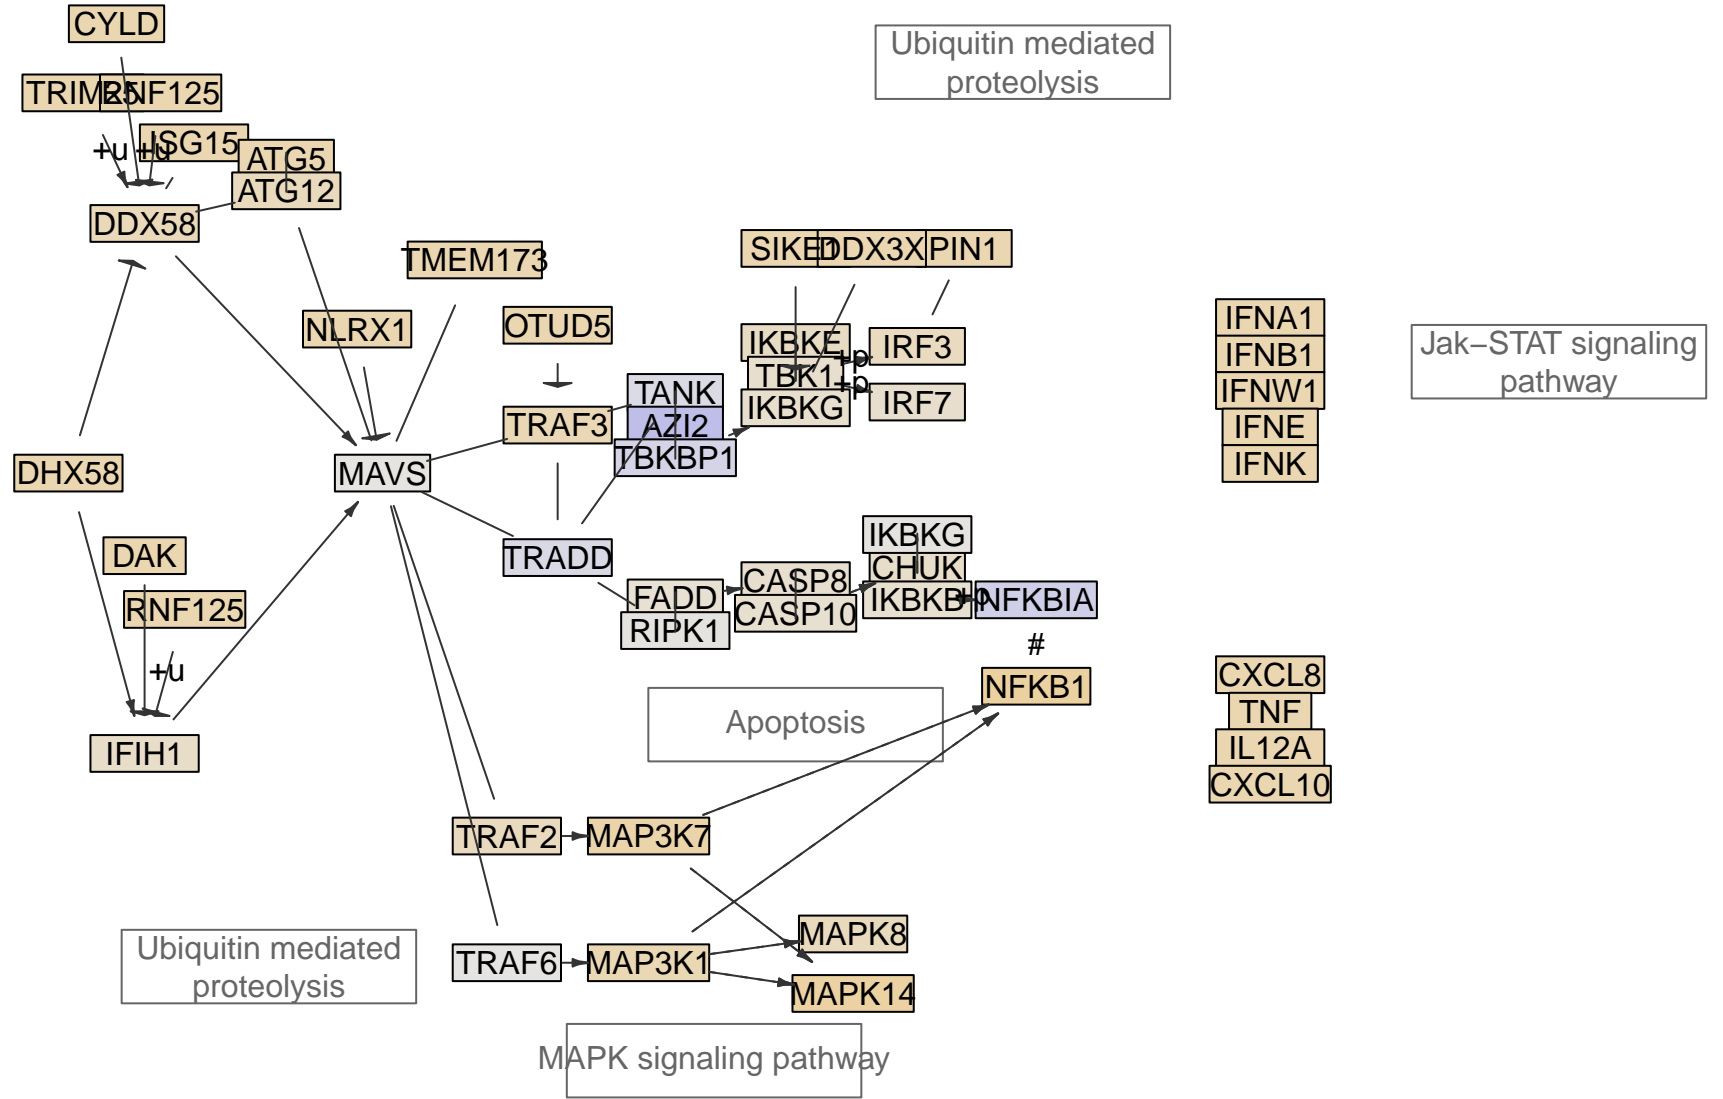 CYLD
Ubiquitin mediated
proteolysis
TRIM25
RNF125
ISG15
+u
+u
ATG5
ATG12
DDX58
TMEM173
SIKE1
DDX3X
PIN1
NLRX1
OTUD5
IKBKE
+p
IRF3
TBK1
+p
IKBKG
IRF7
IFNA1
IFNB1
IFNW1
IFNE
IFNK
Jak−STAT signaling
pathway
TANK
TRAF3
AZI2
TBKBP1
DHX58
MAVS
DAK
RNF125
+u
IFIH1
TRADD
IKBKG
CHUK
IKBKB
+p
NFKBIA
FADD
RIPK1
CASP8
CASP10
#
NFKB1
Apoptosis
CXCL8
TNF
IL12A
CXCL10
TRAF2
MAP3K7
Ubiquitin mediated
proteolysis
TRAF6
MAP3K1
MAPK8
MAPK14
MAPK signaling pathway